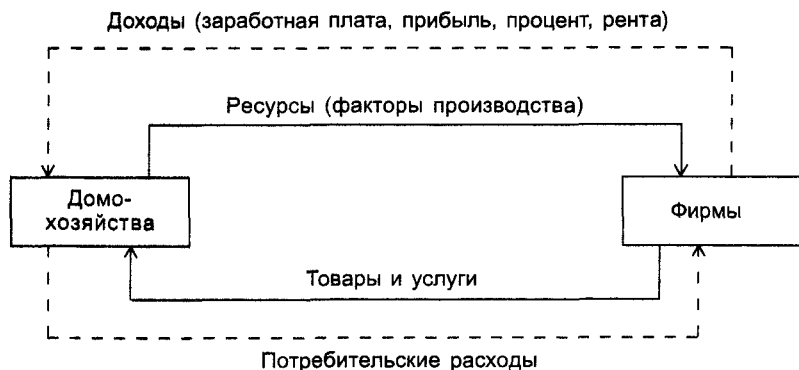 Доходы (заработная плата, прибыль, процент, рента)
Ресурсы (факторы производства)
Домо-
хозяйства
Фирмы
Товары и услуги
Потребительские расходы